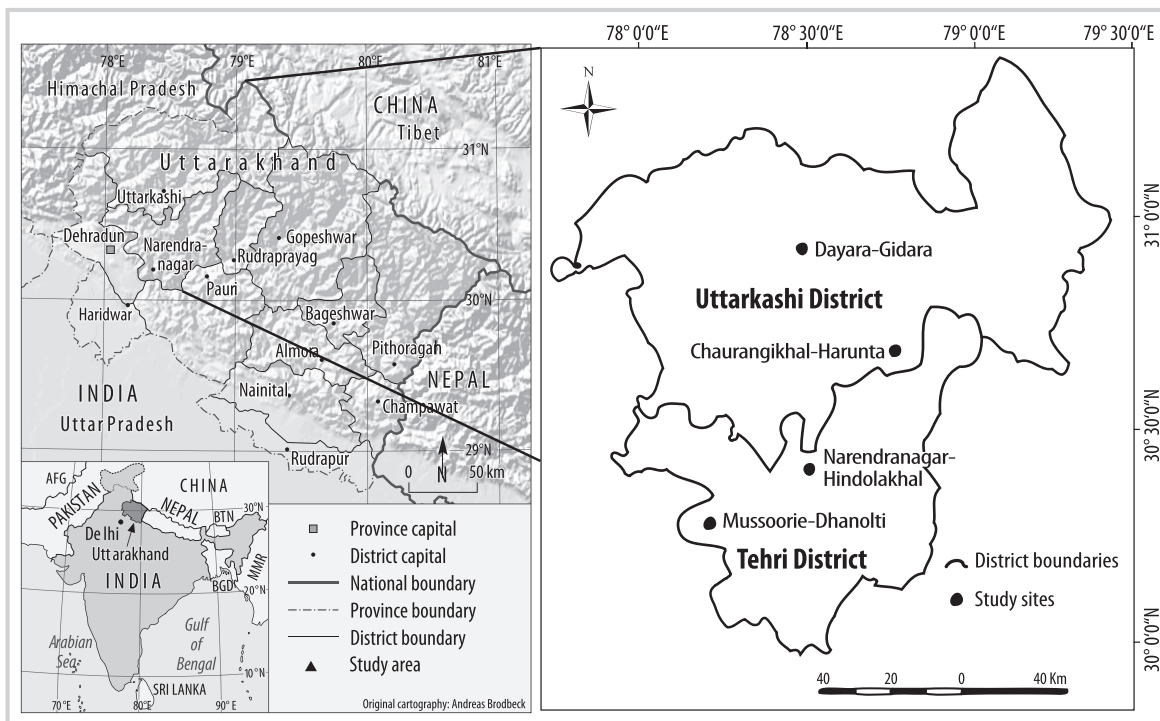 78°E
79°E
80°E
81°E
Himachal Pradesh
CHINA
Tibet
31°N
Uttarakhand
Uttarkashi
Dehradun
Narendra-
nagar
Gopeshwar
Rudraprayag
Pauri
30°N
Haridwar
Bageshwar
Almora
Pithoragarh
NEPAL
INDIA
Uttar Pradesh
Nainital
Champawat
29°N
Rudrapur
0 N 50 km
AFG
PAKISTAN
CHINA
NEPAL
BTN
30°N
Delhi
Uttarakhand
INDIA
BGD
MMR
20°N
Arabian
Sea
Gulf
of
Bengal
10°N
SRI LANKA
70°E
80°E
90°E
Province capital
District capital
National boundary
Province boundary
District boundary
Study area
Original cartography: Andreas Brodbeck
78° 0'0"E
78° 30'0"E
79° 0'0"E
79° 30'0"E
N
31° 0'0"N
Dayara-Gidara
Uttarkashi District
Chaurangikhal-Harunta
30° 30'0"N
Narendranagar-
Hindolakhal
Mussoorie-Dhanolti
Tehri District
District boundaries
Study sites
30° 0'0"N
40 20 0 40 Km